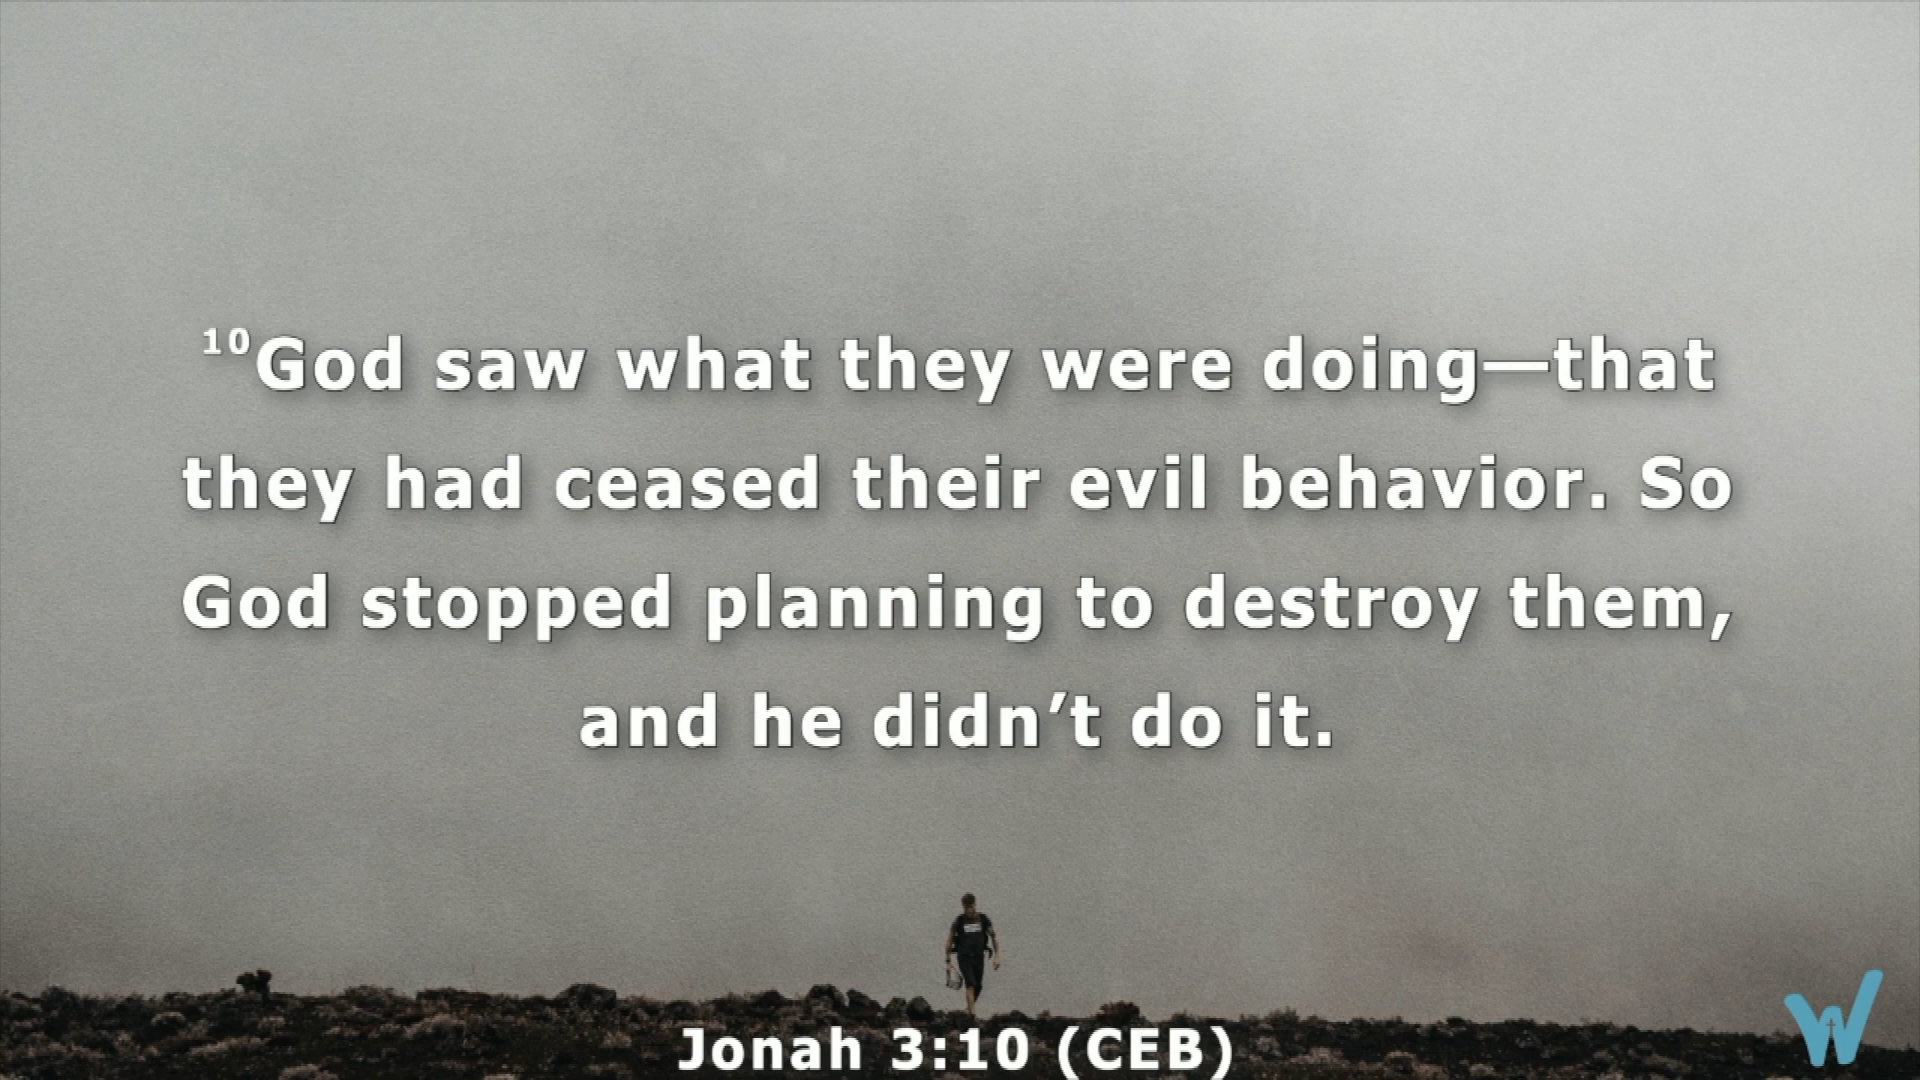 ¹⁰God saw what they were doing—that
they had ceased their evil behavior. So
God stopped planning to destroy them,
and he didn’t do it.
Jonah 3:10 (CEB)
W